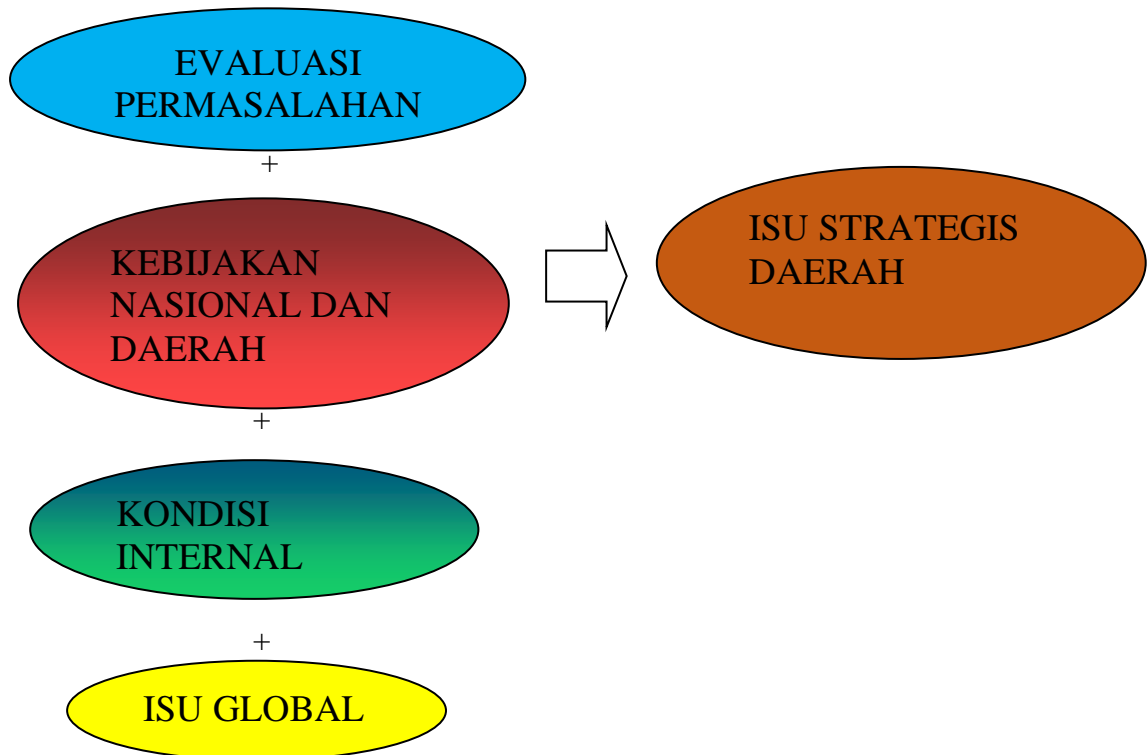 EVALUASI
PERMASALAHAN
+
KEBIJAKAN
NASIONAL DAN
DAERAH
+
KONDISI
INTERNAL
+
ISU GLOBAL
ISU STRATEGIS
DAERAH